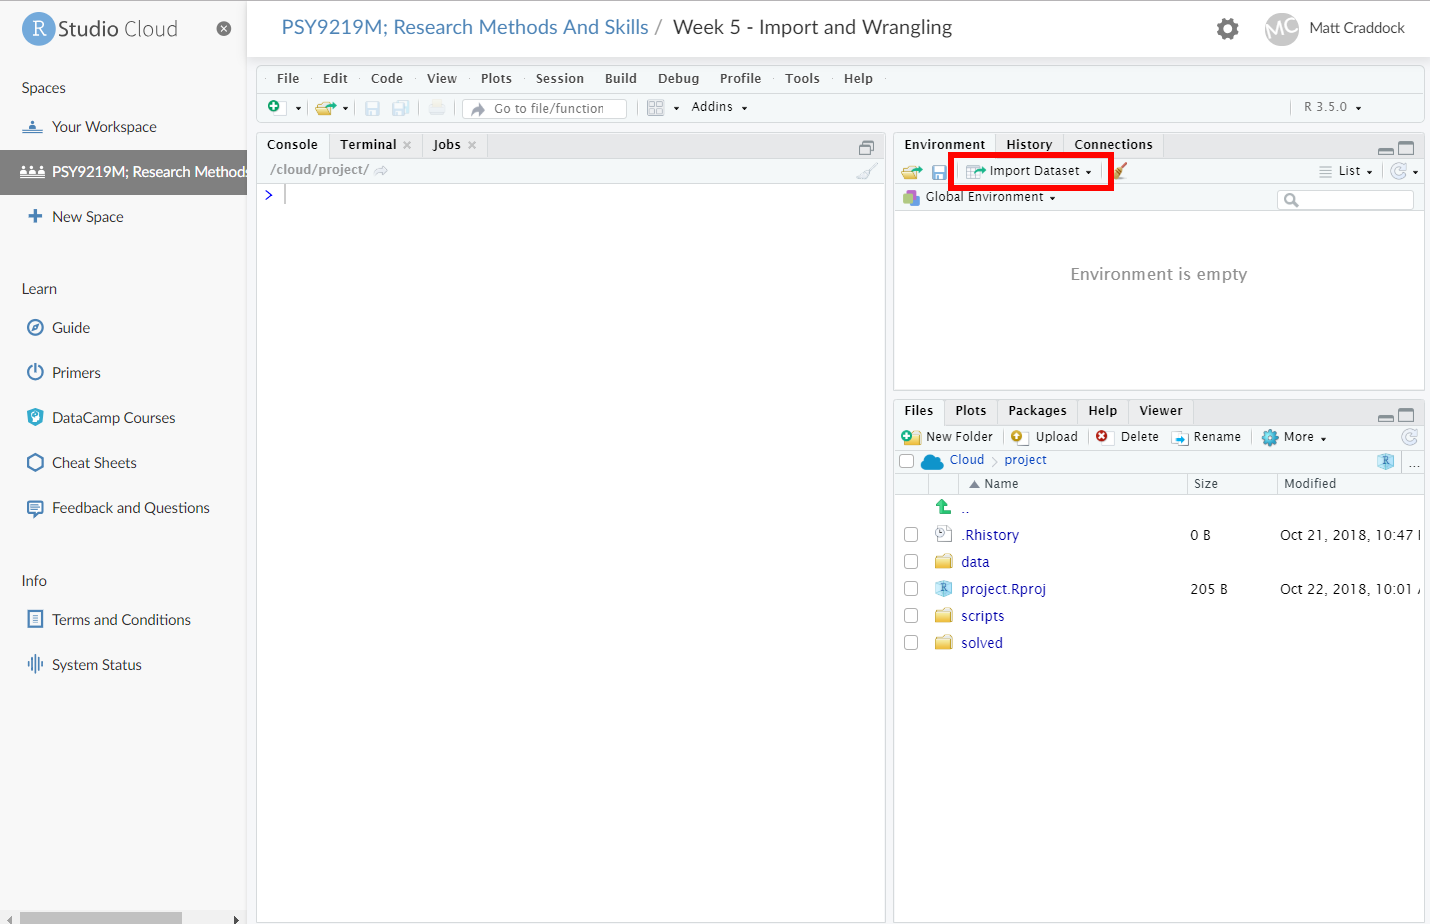 R Studio Cloud
PSY9219M; Research Methods And Skills / Week 5 - Import and Wrangling
MC Matt Craddock
Spaces
Your Workspace
PSY9219M; Research Methods
New Space
Learn
Guide
Primers
DataCamp Courses
Cheat Sheets
Feedback and Questions
Info
Terms and Conditions
System Status
File Edit Code View Plots Session Build Debug Profile Tools Help
Go to file/function Addins R 3.5.0
Console Terminal Jobs
/cloud/project/
>
Environment History Connections
Import Dataset List
Global Environment
Environment is empty
Files Plots Packages Help Viewer
New Folder Upload Delete Rename More
Cloud project R ...
Name Size Modified
..
.Rhistory 0 B Oct 21, 2018, 10:47
data
project.Rproj 205 B Oct 22, 2018, 10:01
scripts
solved